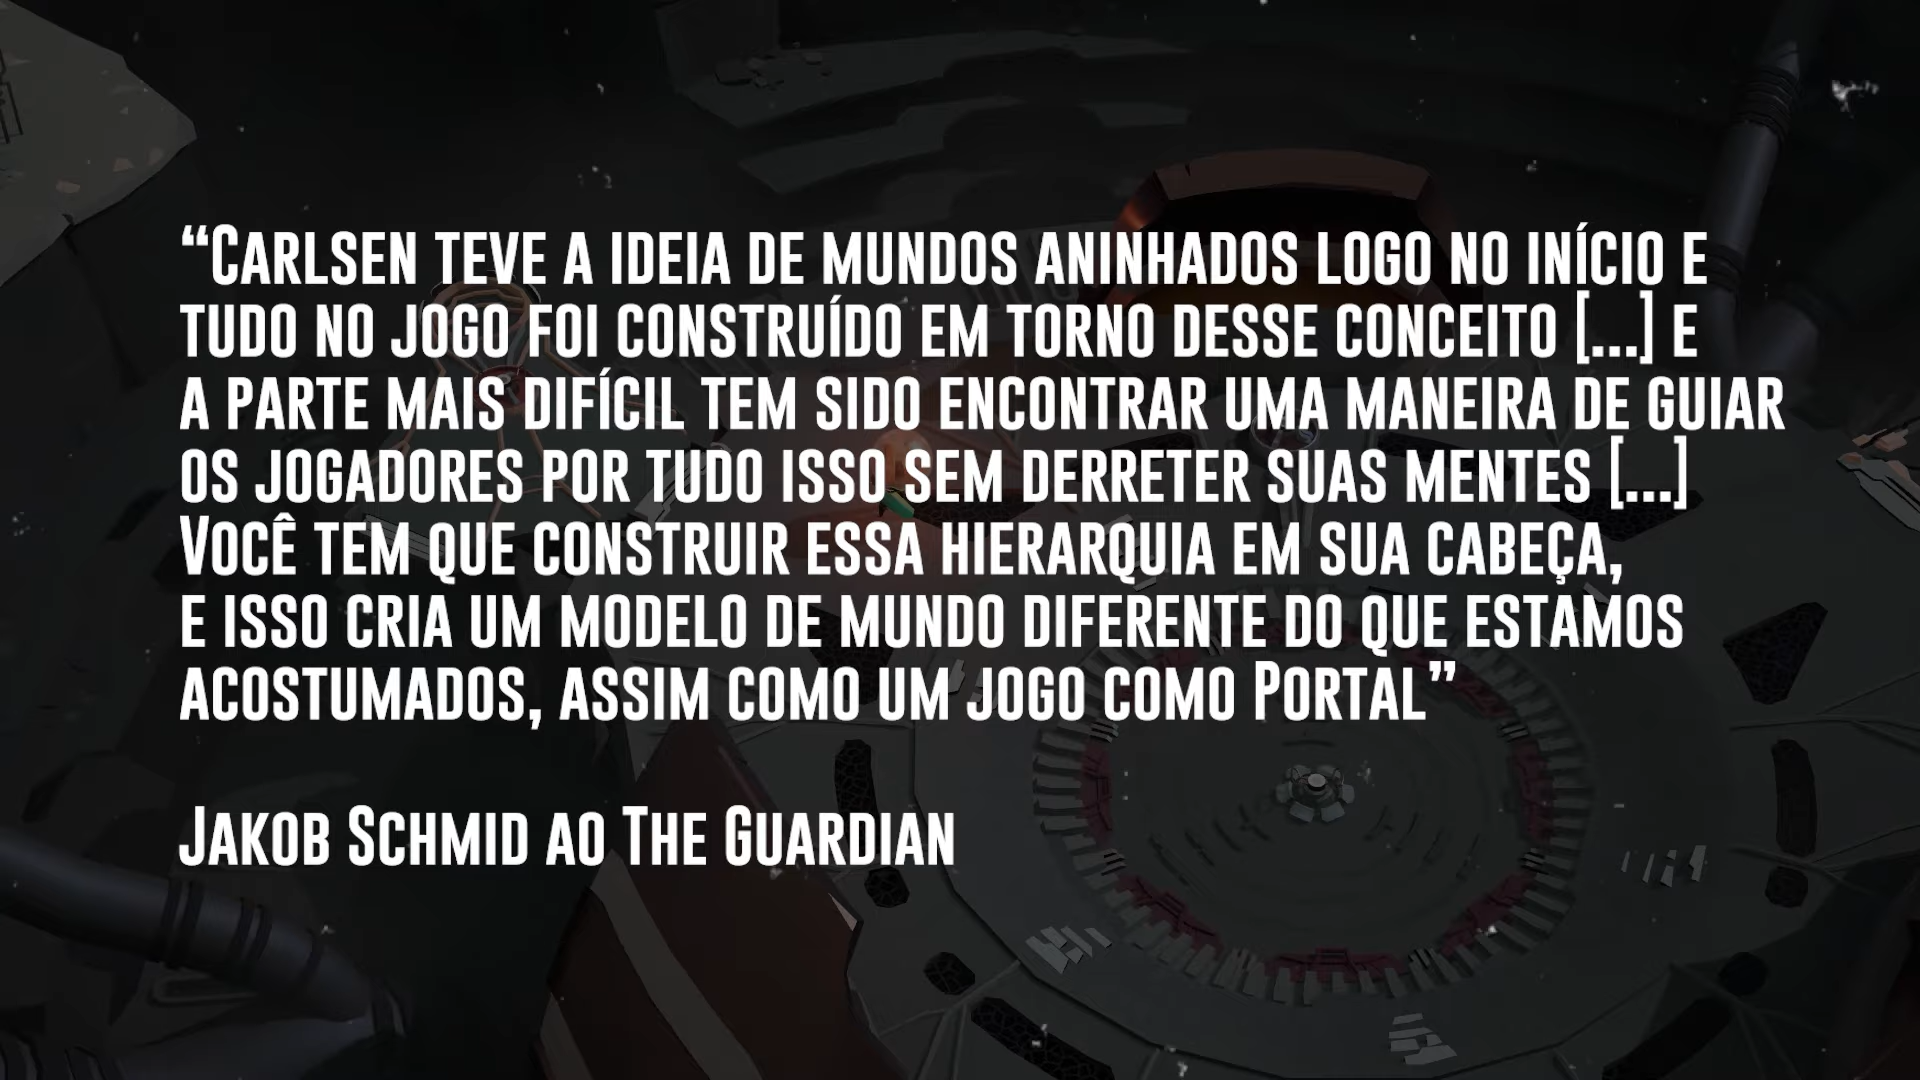 “Carlsen teve a ideia de mundos aninhados logo no início e
tudo no jogo foi construído em torno desse conceito [...] e
a parte mais difícil tem sido encontrar uma maneira de guiar
os jogadores por tudo isso sem derreter suas mentes [...]
Você tem que construir essa hierarquia em sua cabeça,
e isso cria um modelo de mundo diferente do que estamos
acostumados, assim como um jogo como Portal”
Jakob Schmid ao The Guardian